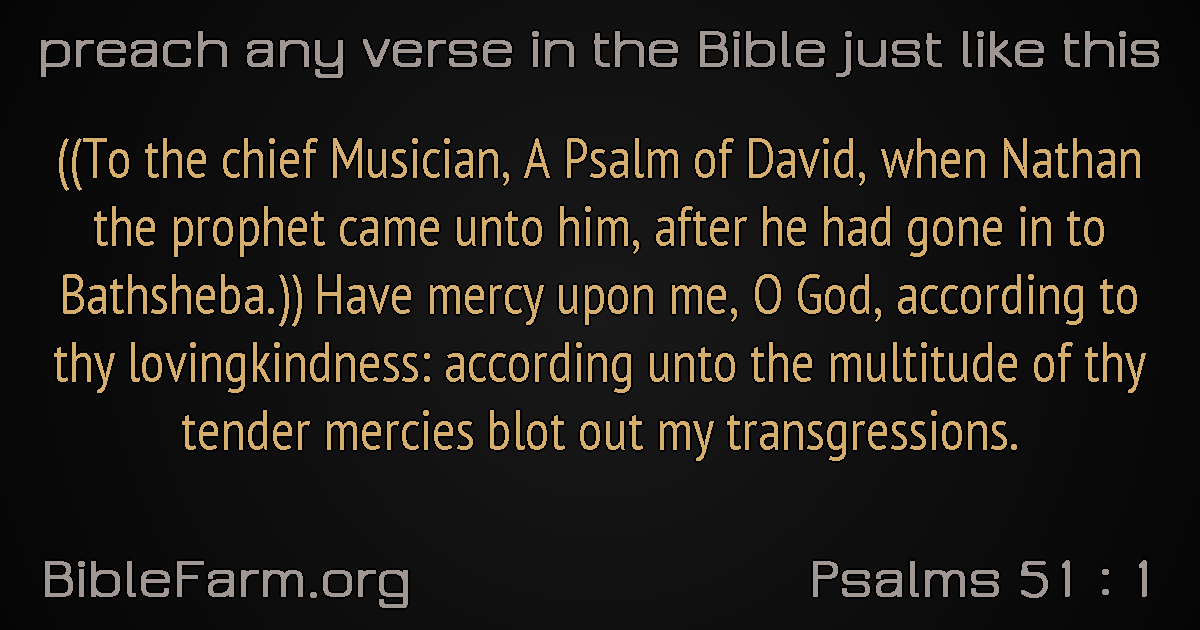 preach any verse in the Bible just like this
((To the chief Musician, A Psalm of David, when Nathan
the prophet came unto him, after he had gone in to
Bathsheba.)) Have mercy upon me, O God, according to
thy lovingkindness: according unto the multitude of thy
tender mercies blot out my transgressions.
BibleFarm.org
Psalms 51 : 1